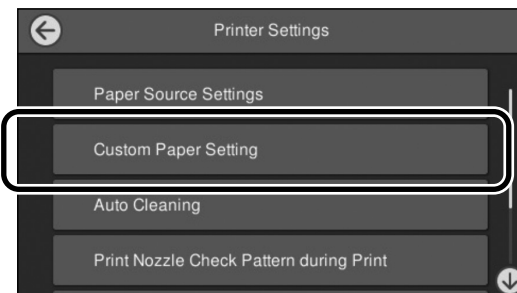 Printer Settings
Paper Source Settings
Custom Paper Setting
Auto Cleaning
Print Nozzle Check Pattern during Print